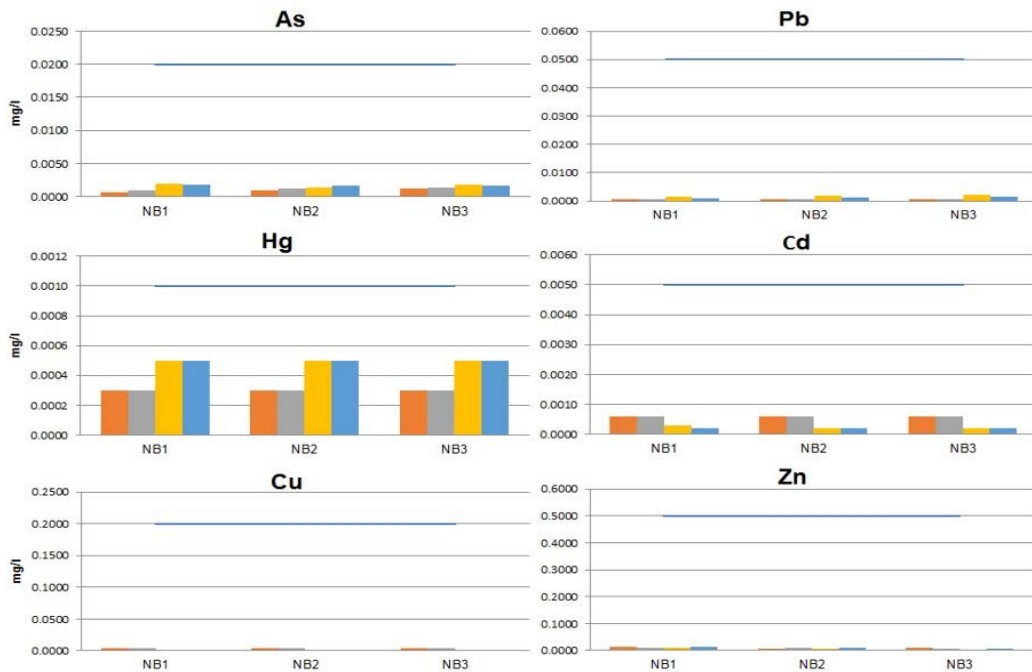 As
0.0250
0.0200
0.0150
0.0100
0.0050
0.0000
mg/l
NB1 NB2 NB3
Pb
0.0600
0.0500
0.0400
0.0300
0.0200
0.0100
0.0000
NB1 NB2 NB3
Hg
0.0012
0.0010
0.0008
0.0006
0.0004
0.0002
0.0000
mg/l
NB1 NB2 NB3
Cd
0.0060
0.0050
0.0040
0.0030
0.0020
0.0010
0.0000
NB1 NB2 NB3
Cu
0.2500
0.2000
0.1500
0.1000
0.0500
0.0000
mg/l
NB1 NB2 NB3
Zn
0.6000
0.5000
0.4000
0.3000
0.2000
0.1000
0.0000
NB1 NB2 NB3